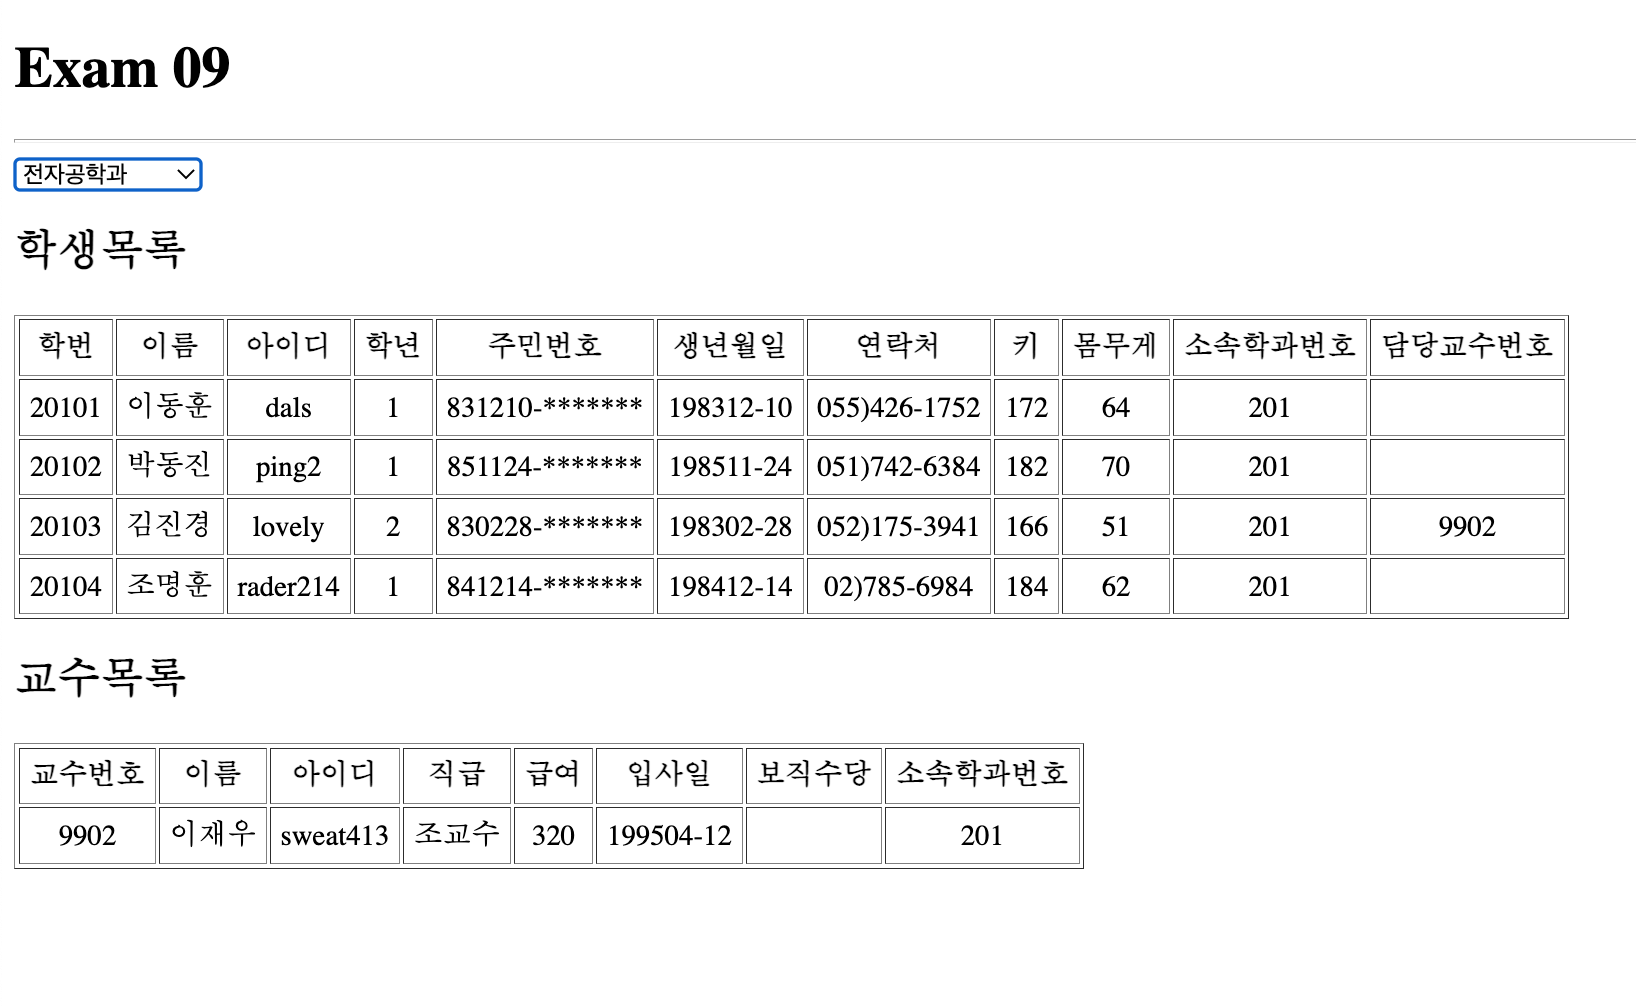 Exam 09
전자공학과
학생목록
학번 이름 아이디 학년 주민번호 생년월일 연락처 키 몸무게 소속학과번호 담당교수번호
20101 이동훈 dals 1 831210-******* 198312-10 055)426-1752 172 64 201
20102 박동진 ping2 1 851124-******* 198511-24 051)742-6384 182 70 201
20103 김진경 lovely 2 830228-******* 198302-28 052)175-3941 166 51 201 9902
20104 조명훈 rader214 1 841214-******* 198412-14 02)785-6984 184 62 201
교수목록
교수번호 이름 아이디 직급 급여 입사일 보직수당 소속학과번호
9902 이재우 sweat413 조교수 320 199504-12 201